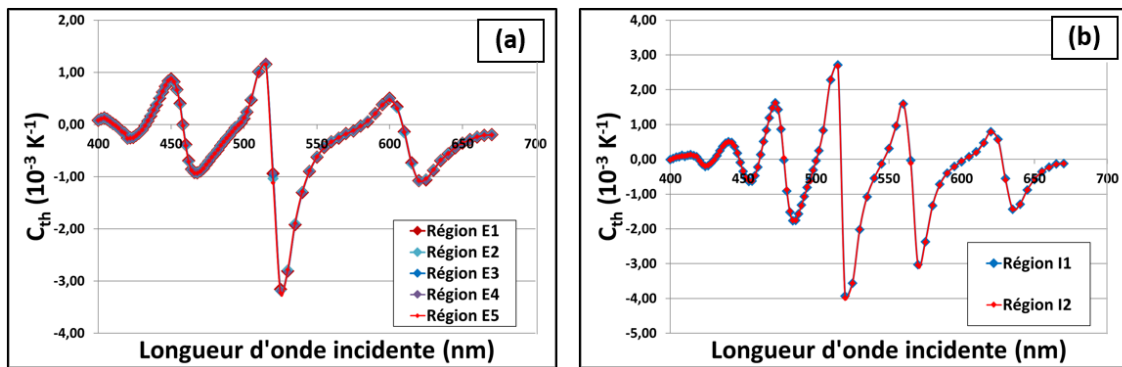 (a)
2,00
1,00
0,00
-1,00
-2,00
-3,00
-4,00
400 450 500 550 600 650 700
C_th (10⁻³ K⁻¹)
Région E1
Région E2
Région E3
Région E4
Région E5
Longueur d'onde incidente (nm)
(b)
4,00
3,00
2,00
1,00
0,00
-1,00
-2,00
-3,00
-4,00
-5,00
400 450 500 550 600 650 700
C_th (10⁻³ K⁻¹)
Région I1
Région I2
Longueur d'onde incidente (nm)